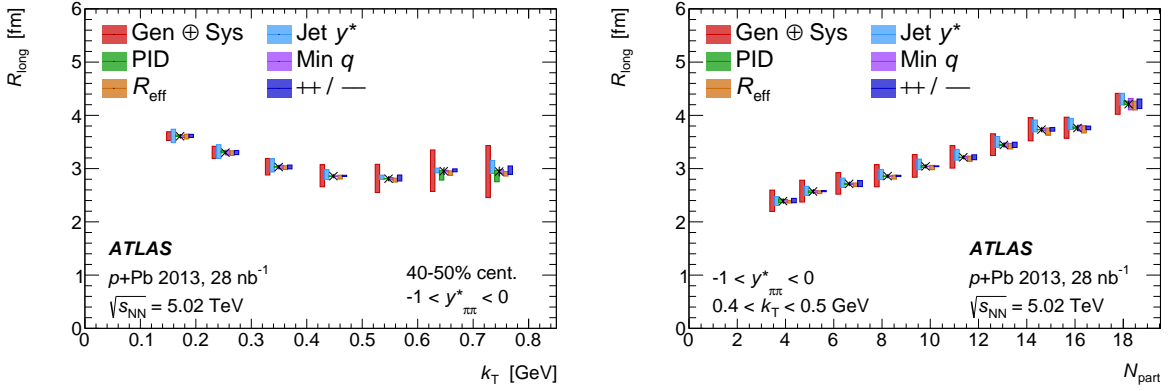 R_long [fm]
6
5
4
3
2
1
0
Gen ⊕ Sys
PID
R_eff
Jet y*
Min q
++ / −−
ATLAS
p+Pb 2013, 28 nb⁻¹
√s_NN = 5.02 TeV
40-50% cent.
-1 < y*_ππ < 0
0 0.1 0.2 0.3 0.4 0.5 0.6 0.7 0.8
k_T [GeV]
R_long [fm]
6
5
4
3
2
1
0
Gen ⊕ Sys
PID
R_eff
Jet y*
Min q
++ / −−
-1 < y*_ππ < 0
0.4 < k_T < 0.5 GeV
ATLAS
p+Pb 2013, 28 nb⁻¹
√s_NN = 5.02 TeV
0 2 4 6 8 10 12 14 16 18
N_part